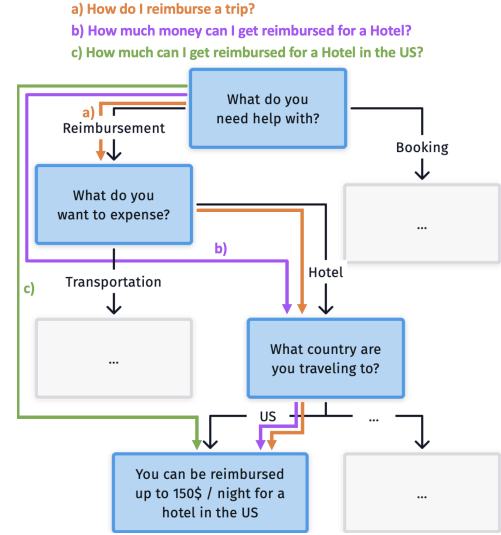 a) How do I reimburse a trip?
b) How much money can I get reimbursed for a Hotel?
c) How much can I get reimbursed for a Hotel in the US?
What do you
need help with?
a)
Reimbursement
Booking
What do you
want to expense?
...
b)
Hotel
Transportation
c)
...
What country are
you traveling to?
US
...
You can be reimbursed
up to 150$ / night for a
hotel in the US
...